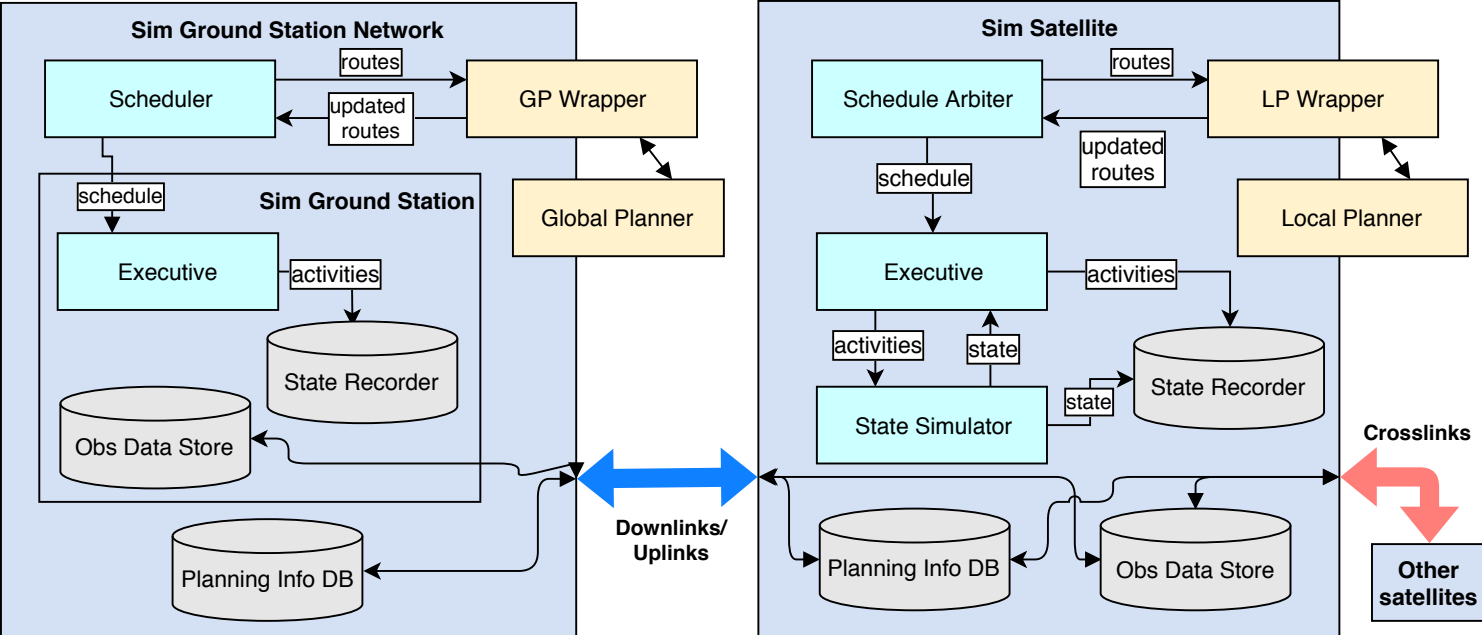 Sim Ground Station Network
Scheduler
routes
GP Wrapper
updated
routes
Global Planner
schedule
Sim Ground Station
Executive
activities
State Recorder
Obs Data Store
Planning Info DB
Downlinks/
Uplinks
Sim Satellite
Schedule Arbiter
routes
LP Wrapper
updated
routes
Local Planner
schedule
Executive
activities
activities
state
State Simulator
state
State Recorder
Planning Info DB
Obs Data Store
Crosslinks
Other
satellites